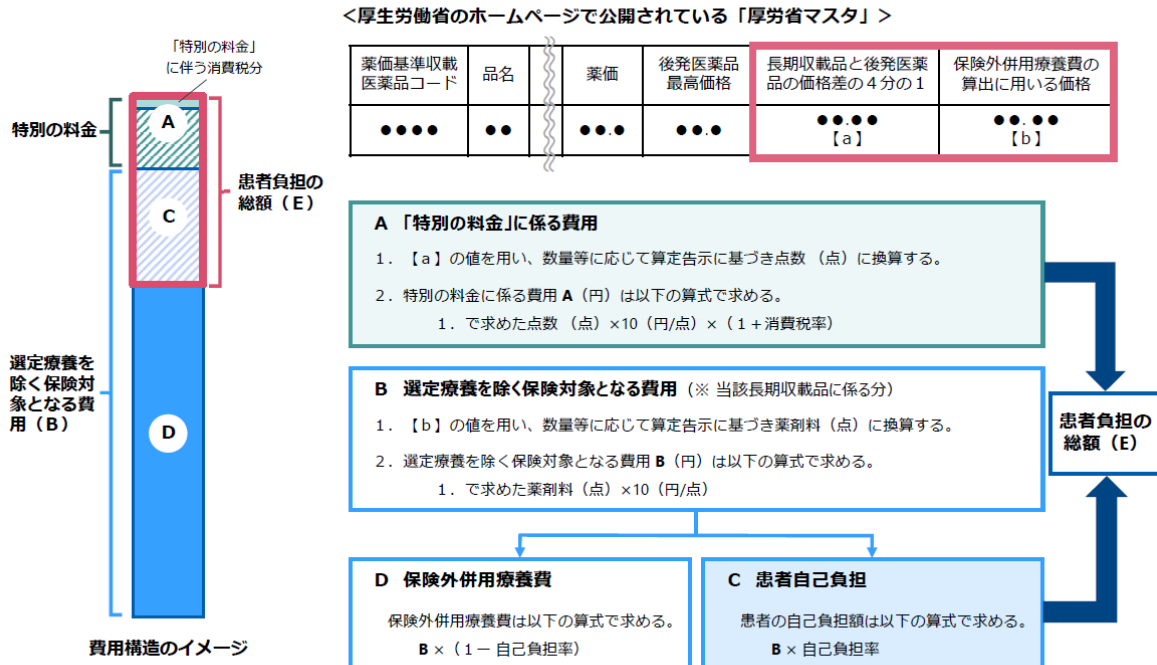 ＜厚生労働省のホームページで公開されている「厚労省マスタ」＞
「特別の料金」
に伴う消費税分
特別の料金
A
C
D
患者負担の
総額（E）
選定療養を
除く保険対
象となる費
用（B）
費用構造のイメージ
薬価基準収載
医薬品コード
品名
薬価
後発医薬品
最高価格
長期収載品と後発医薬
品の価格差の４分の１
保険外併用療養費の
算出に用いる価格
●●●●
●●
●●.●
●●.●
●●.●●
【a】
●●.●●
【b】
A 「特別の料金」に係る費用
１．【a】の値を用い、数量等に応じて算定告示に基づき点数（点）に換算する。
２．特別の料金に係る費用 A（円）は以下の算式で求める。
１．で求めた点数（点）×10（円/点）×（１＋消費税率）
B 選定療養を除く保険対象となる費用（※ 当該長期収載品に係る分）
１．【b】の値を用い、数量等に応じて算定告示に基づき薬剤料（点）に換算する。
２．選定療養を除く保険対象となる費用 B（円）は以下の算式で求める。
１．で求めた薬剤料（点）×10（円/点）
D 保険外併用療養費
保険外併用療養費は以下の算式で求める。
B ×（１－ 自己負担率）
C 患者自己負担
患者の自己負担額は以下の算式で求める。
B × 自己負担率
患者負担の
総額（E）